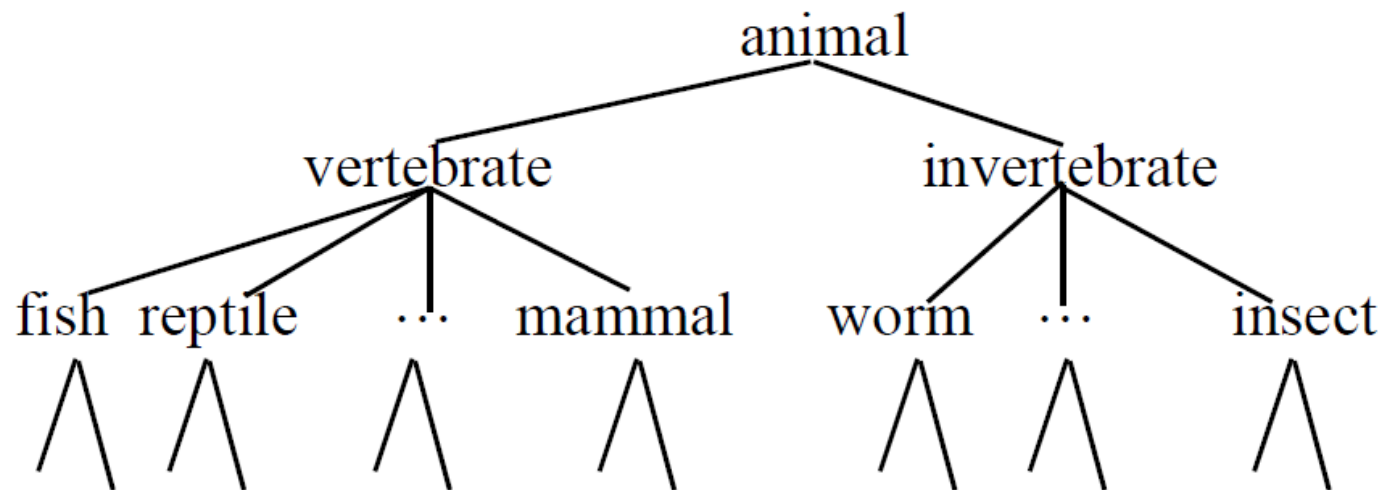 animal
vertebrate invertebrate
fish reptile ... mammal worm ... insect